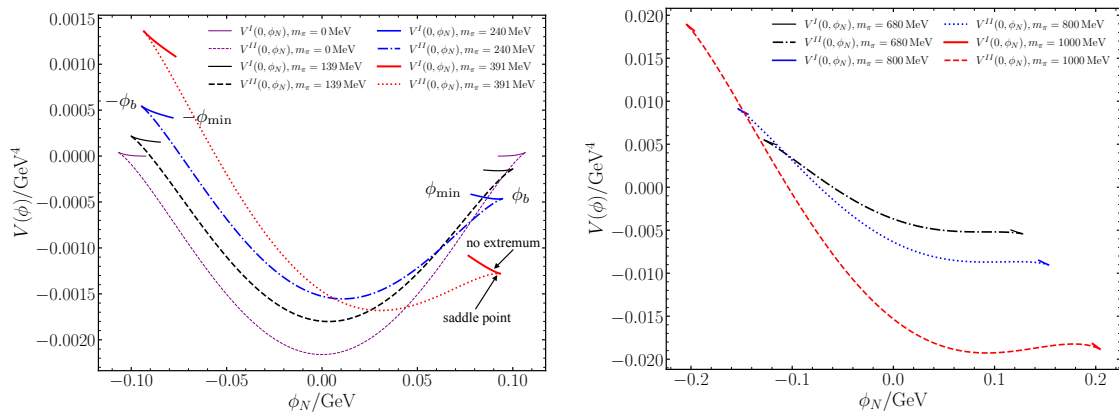 V^I(0, ϕ_N), m_π = 0 MeV
V^{II}(0, ϕ_N), m_π = 0 MeV
V^I(0, ϕ_N), m_π = 139 MeV
V^{II}(0, ϕ_N), m_π = 139 MeV
V^I(0, ϕ_N), m_π = 240 MeV
V^{II}(0, ϕ_N), m_π = 240 MeV
V^I(0, ϕ_N), m_π = 391 MeV
V^{II}(0, ϕ_N), m_π = 391 MeV
0.0015
0.0010
0.0005
0.0000
−0.0005
−0.0010
−0.0015
−0.0020
V(ϕ)/GeV^4
−ϕ_b
−ϕ_min
ϕ_min
ϕ_b
no extremum
saddle point
−0.10
−0.05
0.00
0.05
0.10
ϕ_N/GeV
V^I(0, ϕ_N), m_π = 680 MeV
V^{II}(0, ϕ_N), m_π = 680 MeV
V^I(0, ϕ_N), m_π = 800 MeV
V^{II}(0, ϕ_N), m_π = 800 MeV
V^I(0, ϕ_N), m_π = 1000 MeV
V^{II}(0, ϕ_N), m_π = 1000 MeV
0.020
0.015
0.010
0.005
0.000
−0.005
−0.010
−0.015
−0.020
V(ϕ)/GeV^4
−0.2
−0.1
0.0
0.1
0.2
ϕ_N/GeV